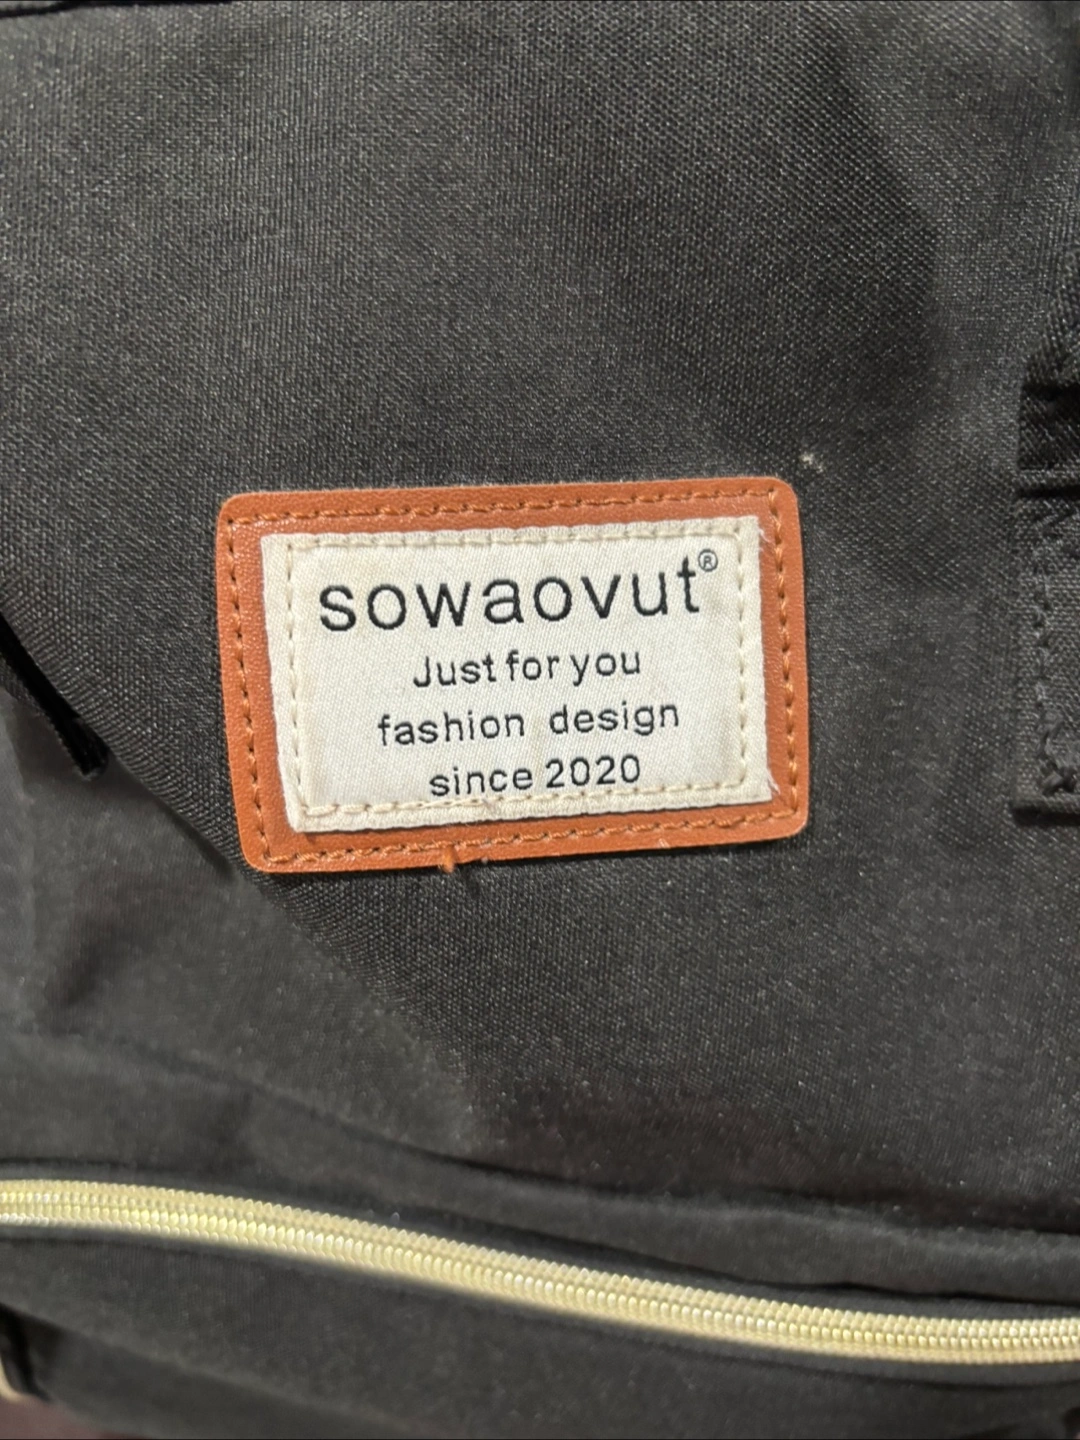 sowaovut®
Just for you
fashion design
since 2020